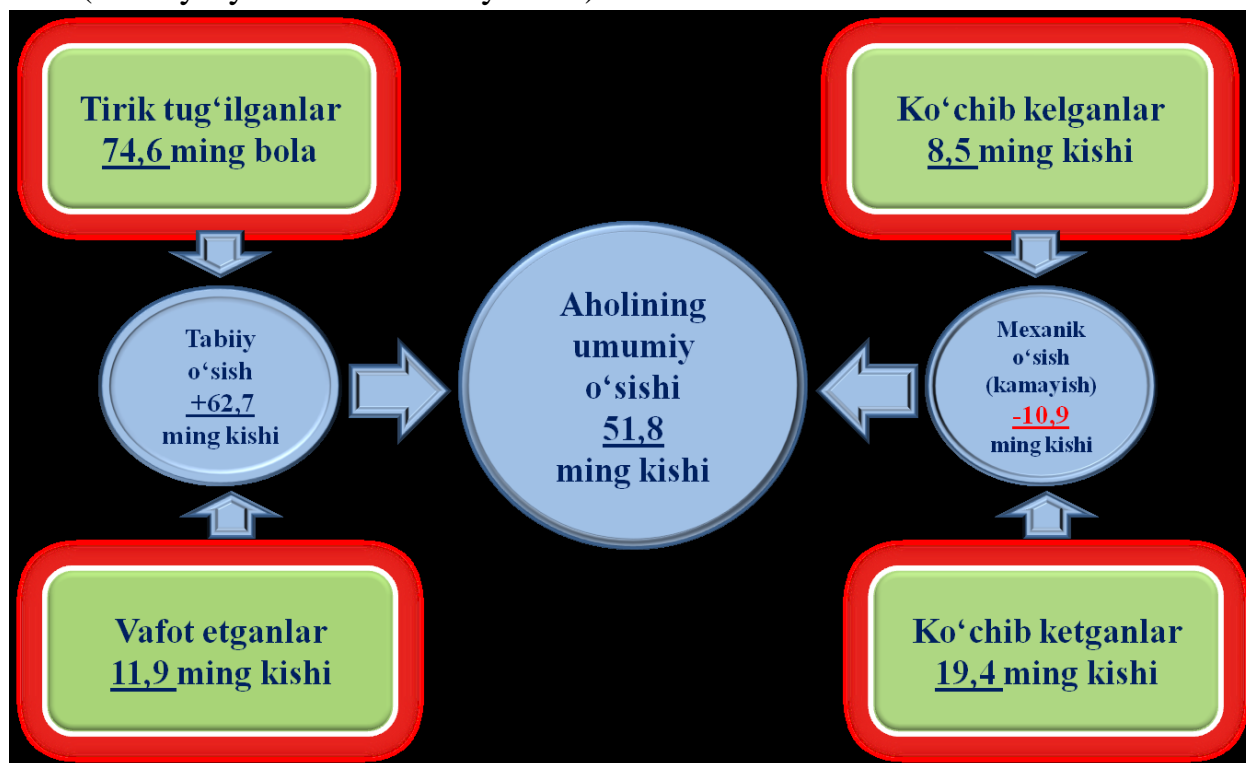 Tirik tug‘ilganlar
74,6 ming bola
Ko‘chib kelganlar
8,5 ming kishi
Tabiiy
o‘sish
+62,7
ming kishi
Aholining
umumiy
o‘sishi
51,8
ming kishi
Mexanik
o‘sish
(kamayish)
-10,9
ming kishi
Vafot etganlar
11,9 ming kishi
Ko‘chib ketganlar
19,4 ming kishi